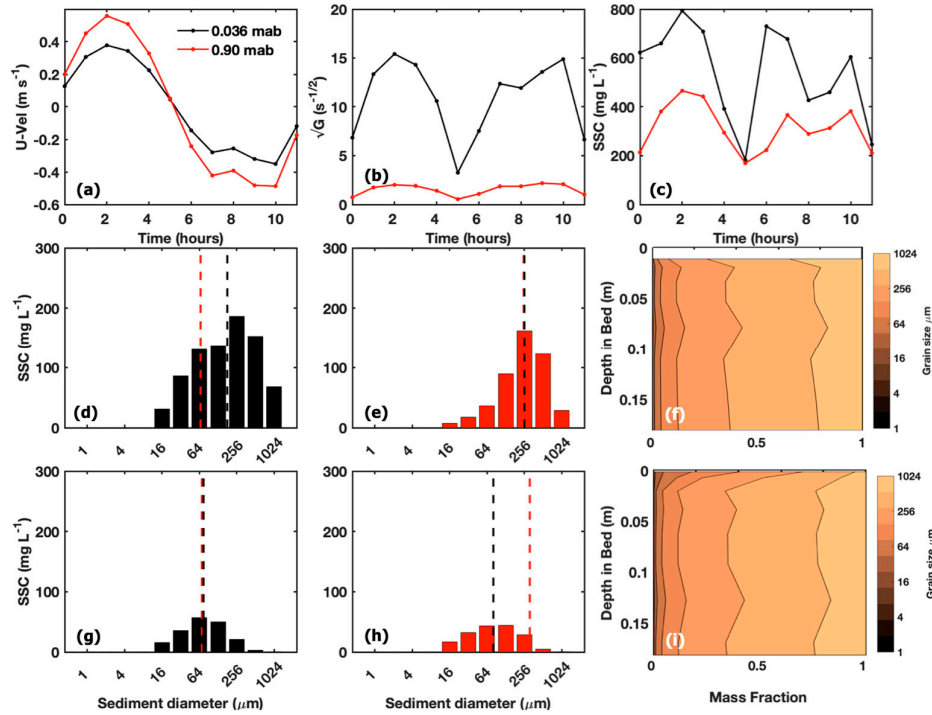 0.4
0.2
0
-0.2
-0.4
-0.6
U-Vel (m s⁻¹)
0.036 mab
0.90 mab
(a)
0 2 4 6 8 10
Time (hours)
20
15
10
5
0
√G (s⁻¹/²)
(b)
0 2 4 6 8 10
Time (hours)
800
600
400
200
0
SSC (mg L⁻¹)
(c)
0 2 4 6 8 10
Time (hours)
300
200
100
0
SSC (mg L⁻¹)
(d)
1 4 16 64 256 1024
300
200
100
0
(e)
1 4 16 64 256 1024
0
0.05
0.1
0.15
Depth in Bed (m)
(f)
0 0.5 1
1024
256
64
16
4
1
Grain size μm
300
200
100
0
SSC (mg L⁻¹)
(g)
1 4 16 64 256 1024
Sediment diameter (μm)
300
200
100
0
(h)
1 4 16 64 256 1024
Sediment diameter (μm)
0
0.05
0.1
0.15
Depth in Bed (m)
(i)
0 0.5 1
Mass Fraction
1024
256
64
16
4
1
Grain size μm